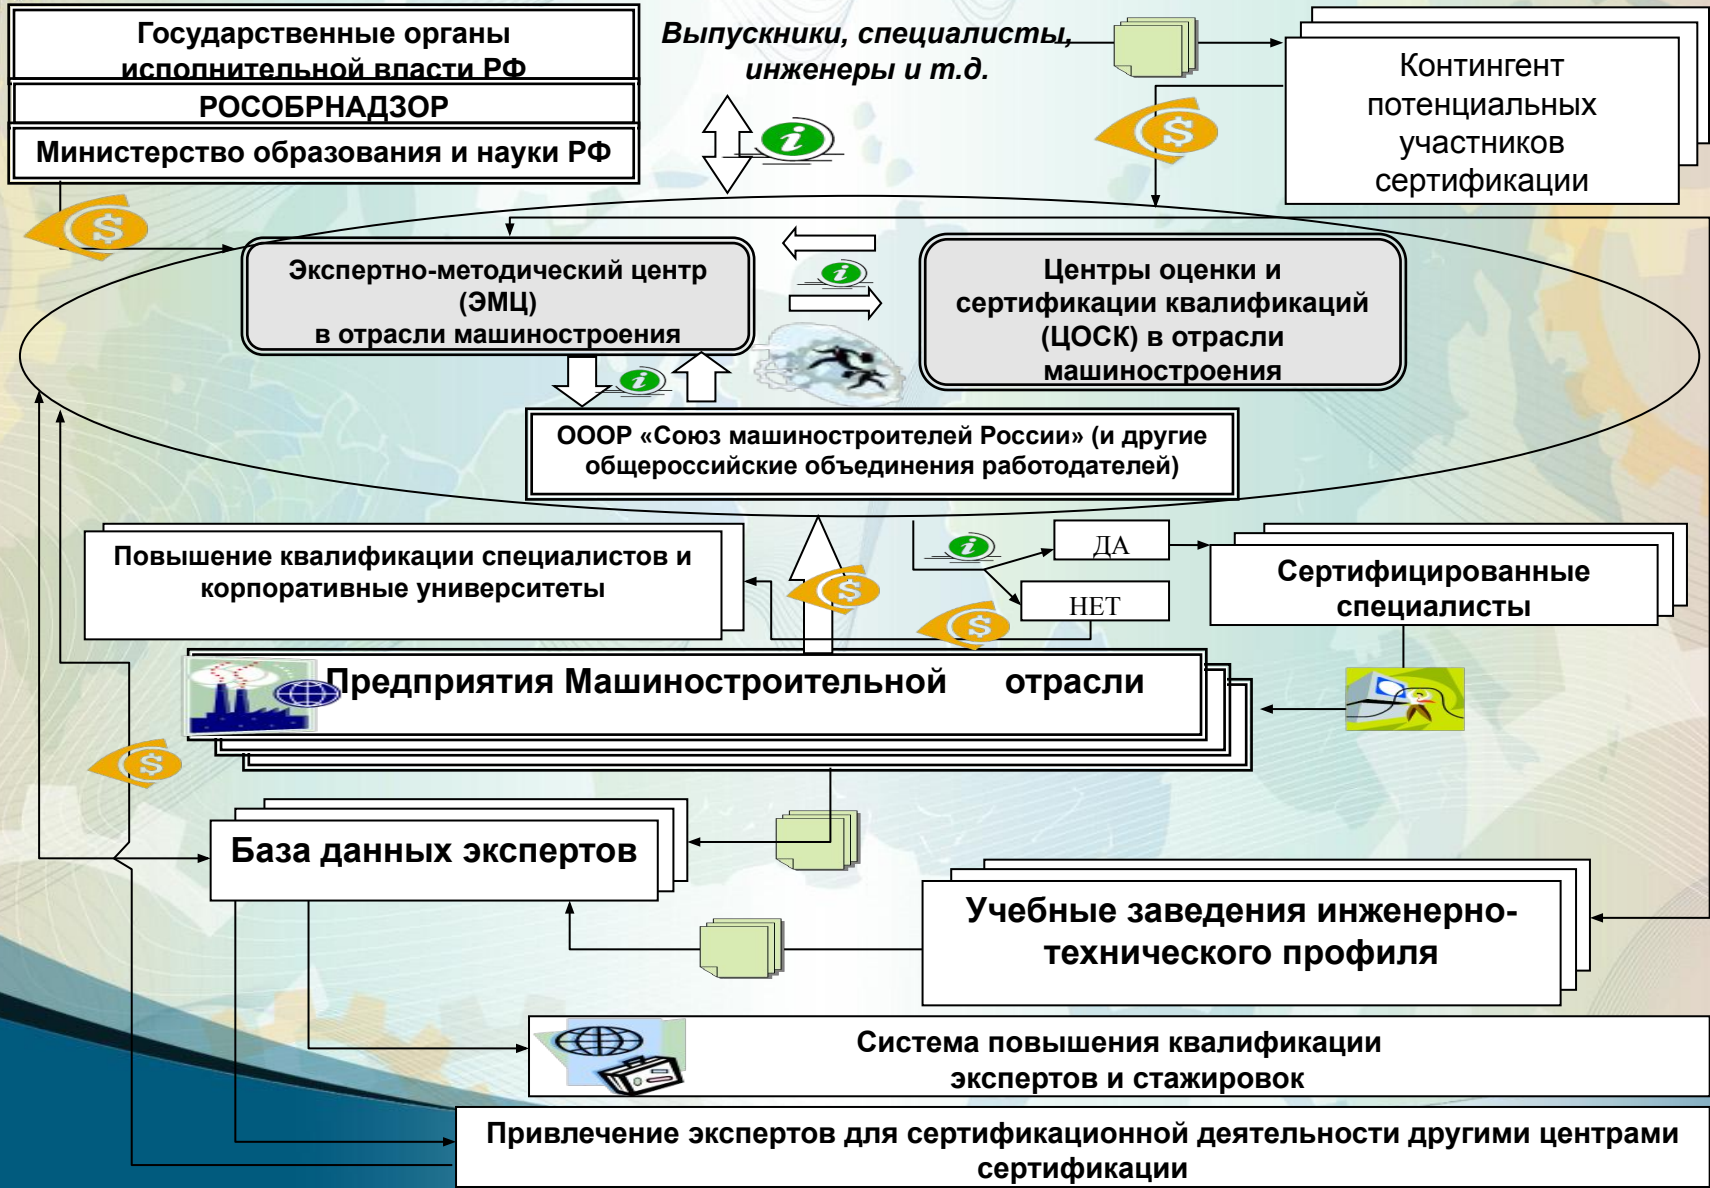 Государственные органы
исполнительной власти РФ
РОСОБРНАДЗОР
Министерство образования и науки РФ
Выпускники, специалисты,
инженеры и т.д.
Контингент
потенциальных
участников
сертификации
Экспертно-методический центр
(ЭМЦ)
в отрасли машиностроения
Центры оценки и
сертификации квалификаций
(ЦОСК) в отрасли
машиностроения
ОООР «Союз машиностроителей России» (и другие
общероссийские объединения работодателей)
Повышение квалификации специалистов и
корпоративные университеты
ДА
НЕТ
Сертифицированные
специалисты
Предприятия Машиностроительной отрасли
База данных экспертов
Учебные заведения инженерно-
технического профиля
Система повышения квалификации
экспертов и стажировок
Привлечение экспертов для сертификационной деятельности другими центрами
сертификации